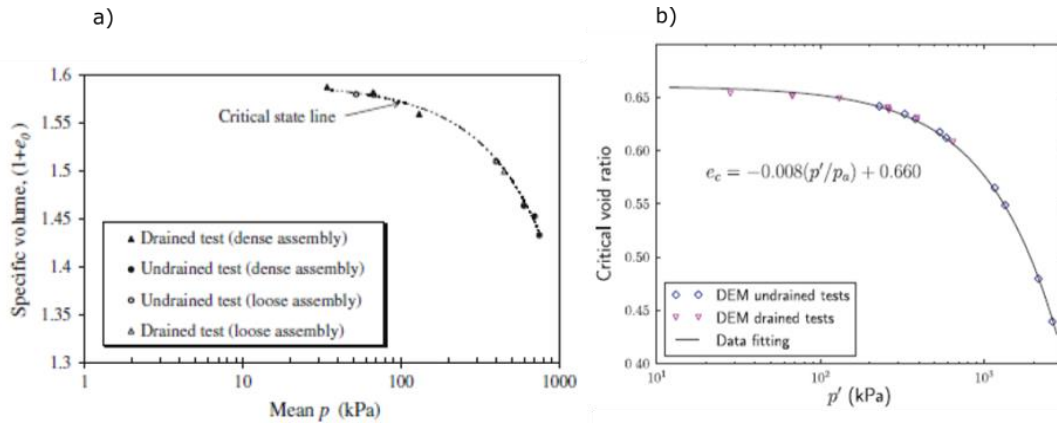 a)
1.6
1.55
1.5
1.45
1.4
1.35
1.3
Specific volume, (1+e0)
Critical state line
Drained test (dense assembly)
Undrained test (dense assembly)
Undrained test (loose assembly)
Drained test (loose assembly)
1
10
100
1000
Mean p (kPa)
b)
0.65
0.60
0.55
0.50
0.45
0.40
Critical void ratio
e_c = −0.008(p′/p_a) + 0.660
DEM undrained tests
DEM drained tests
Data fitting
10¹
10²
10³
p′ (kPa)